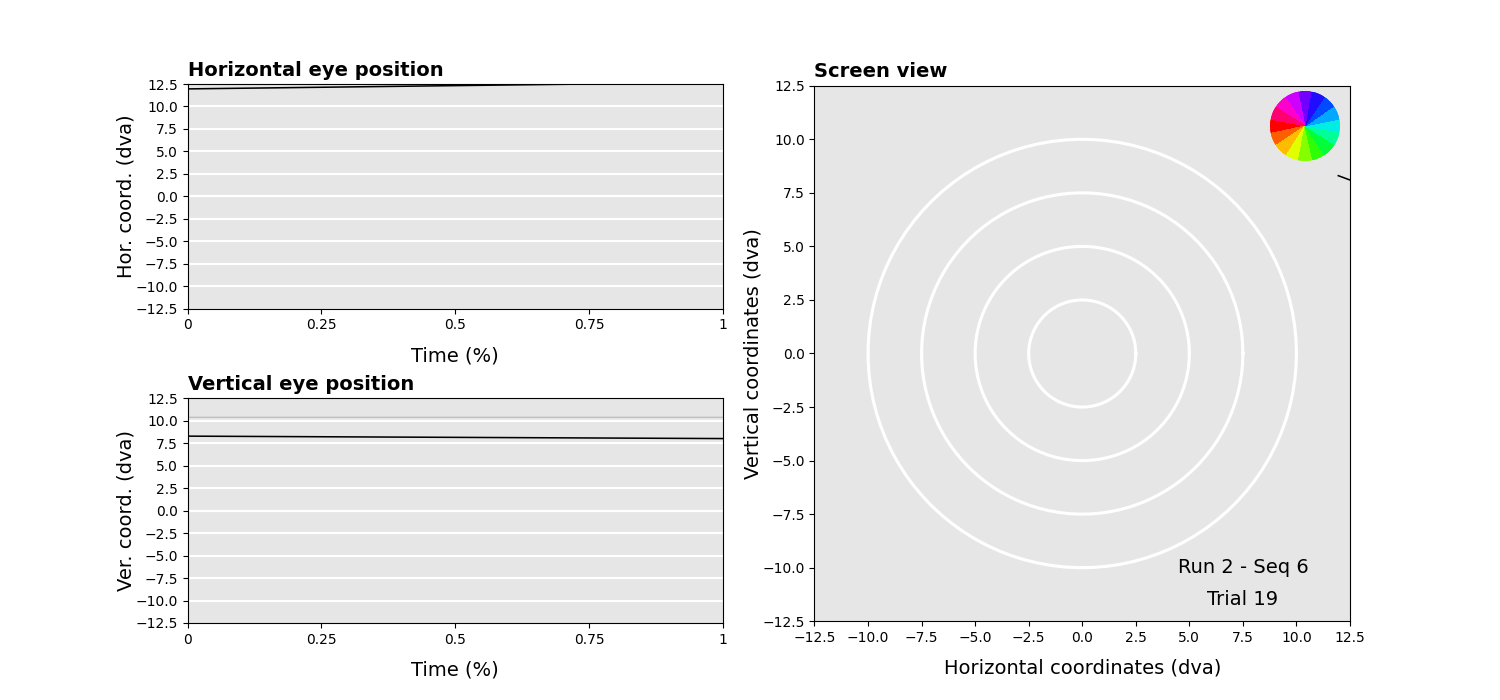 Horizontal eye position
12.5
10.0
7.5
5.0
2.5
0.0
−2.5
−5.0
−7.5
−10.0
−12.5
Hor. coord. (dva)
0 0.25 0.5 0.75 1
Time (%)
Vertical eye position
12.5
10.0
7.5
5.0
2.5
0.0
−2.5
−5.0
−7.5
−10.0
−12.5
Ver. coord. (dva)
0 0.25 0.5 0.75 1
Time (%)
Screen view
12.5
10.0
7.5
5.0
2.5
0.0
−2.5
−5.0
−7.5
−10.0
−12.5
Vertical coordinates (dva)
Run 2 - Seq 6
Trial 19
−12.5 −10.0 −7.5 −5.0 −2.5 0.0 2.5 5.0 7.5 10.0 12.5
Horizontal coordinates (dva)